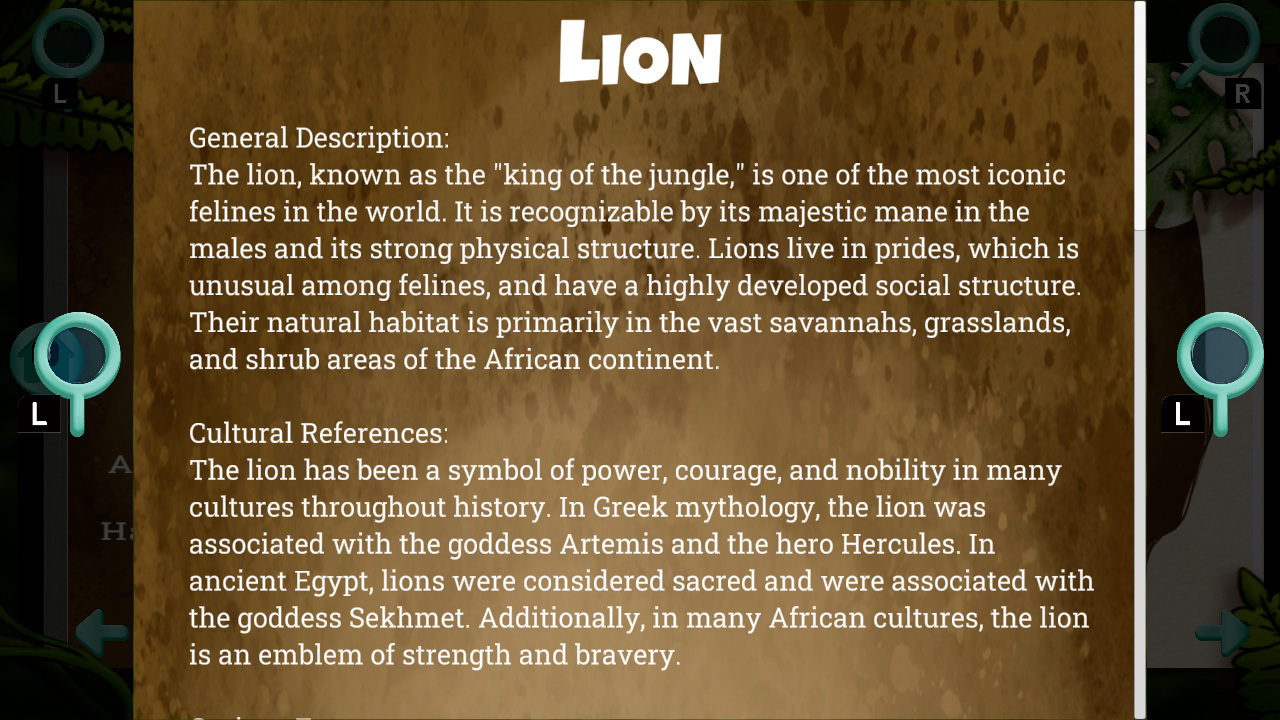 Lion
L
R
General Description:
The lion, known as the "king of the jungle," is one of the most iconic
felines in the world. It is recognizable by its majestic mane in the
males and its strong physical structure. Lions live in prides, which is
unusual among felines, and have a highly developed social structure.
Their natural habitat is primarily in the vast savannahs, grasslands,
and shrub areas of the African continent.
L
L
Cultural References:
The lion has been a symbol of power, courage, and nobility in many
cultures throughout history. In Greek mythology, the lion was
associated with the goddess Artemis and the hero Hercules. In
ancient Egypt, lions were considered sacred and were associated with
the goddess Sekhmet. Additionally, in many African cultures, the lion
is an emblem of strength and bravery.